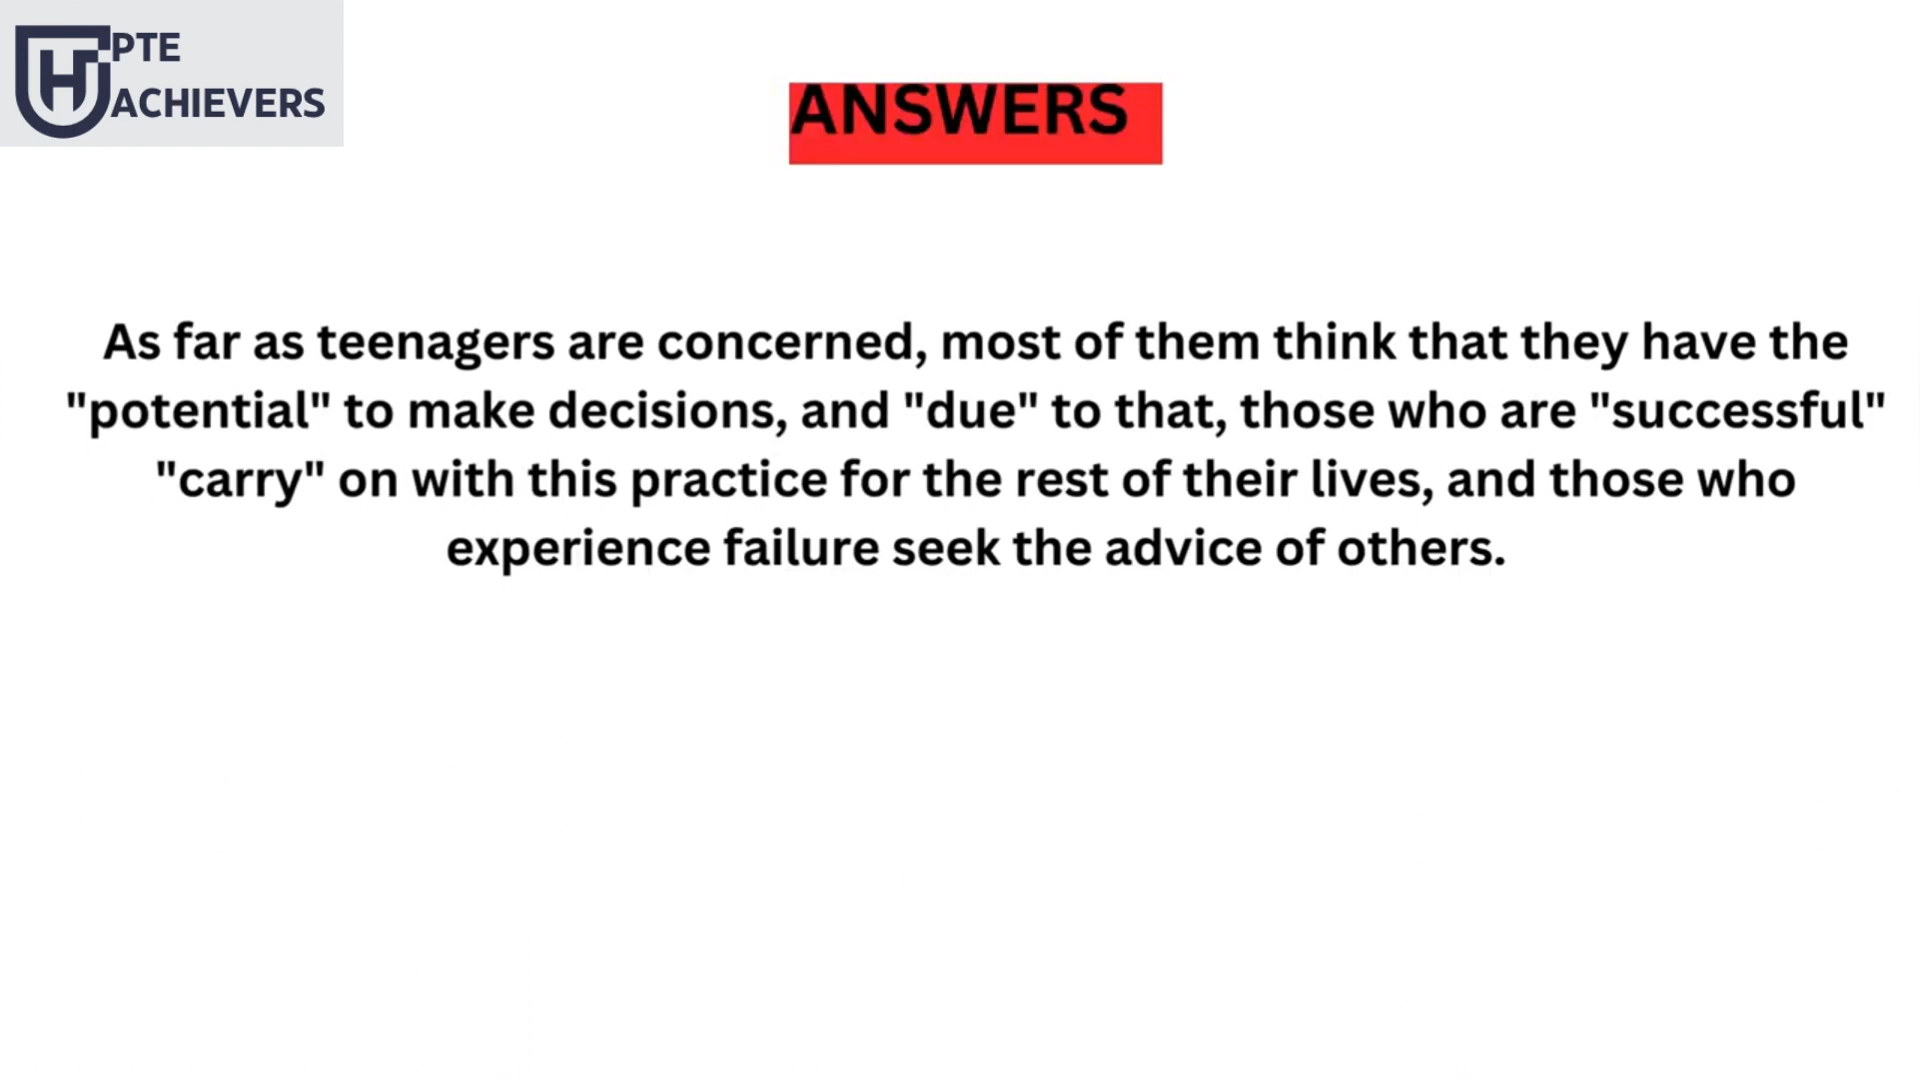 PTE
ACHIEVERS
ANSWERS
As far as teenagers are concerned, most of them think that they have the
"potential" to make decisions, and "due" to that, those who are "successful"
"carry" on with this practice for the rest of their lives, and those who
experience failure seek the advice of others.